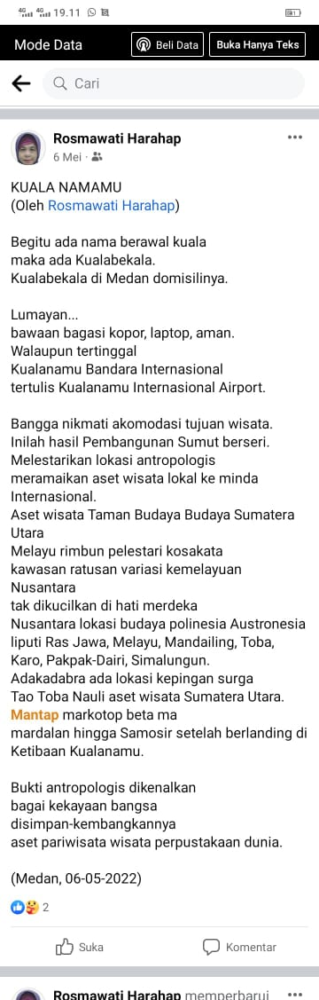 4G 4G 19.11 81
Mode Data
Beli Data
Buka Hanya Teks
Cari
Rosmawati Harahap
6 Mei ·
KUALA NAMAMU
(Oleh Rosmawati Harahap)
Begitu ada nama berawal kuala
maka ada Kualabekala.
Kualabekala di Medan domisilinya.
Lumayan...
bawaan bagasi kopor, laptop, aman.
Walaupun tertinggal
Kualanamu Bandara Internasional
tertulis Kualanamu Internasional Airport.
Bangga nikmati akomodasi tujuan wisata.
Inilah hasil Pembangunan Sumut berseri.
Melestarikan lokasi antropologis
meramaikan aset wisata lokal ke minda
Internasional.
Aset wisata Taman Budaya Budaya Sumatera
Utara
Melayu rimbun pelestari kosakata
kawasan ratusan variasi kemelayuan
Nusantara
tak dikucilkan di hati merdeka
Nusantara lokasi budaya polinesia Austronesia
liputi Ras Jawa, Melayu, Mandailing, Toba,
Karo, Pakpak-Dairi, Simalungun.
Adakadabra ada lokasi kepingan surga
Tao Toba Nauli aset wisata Sumatera Utara.
Mantap markotop beta ma
mardalan hingga Samosir setelah berlanding di
Ketibaan Kualanamu.
Bukti antropologis dikenalkan
bagai kekayaan bangsa
disimpan-kembangkannya
aset pariwisata wisata perpustakaan dunia.
(Medan, 06-05-2022)
2
Suka
Komentar
Rosmawati Harahap memperbarui